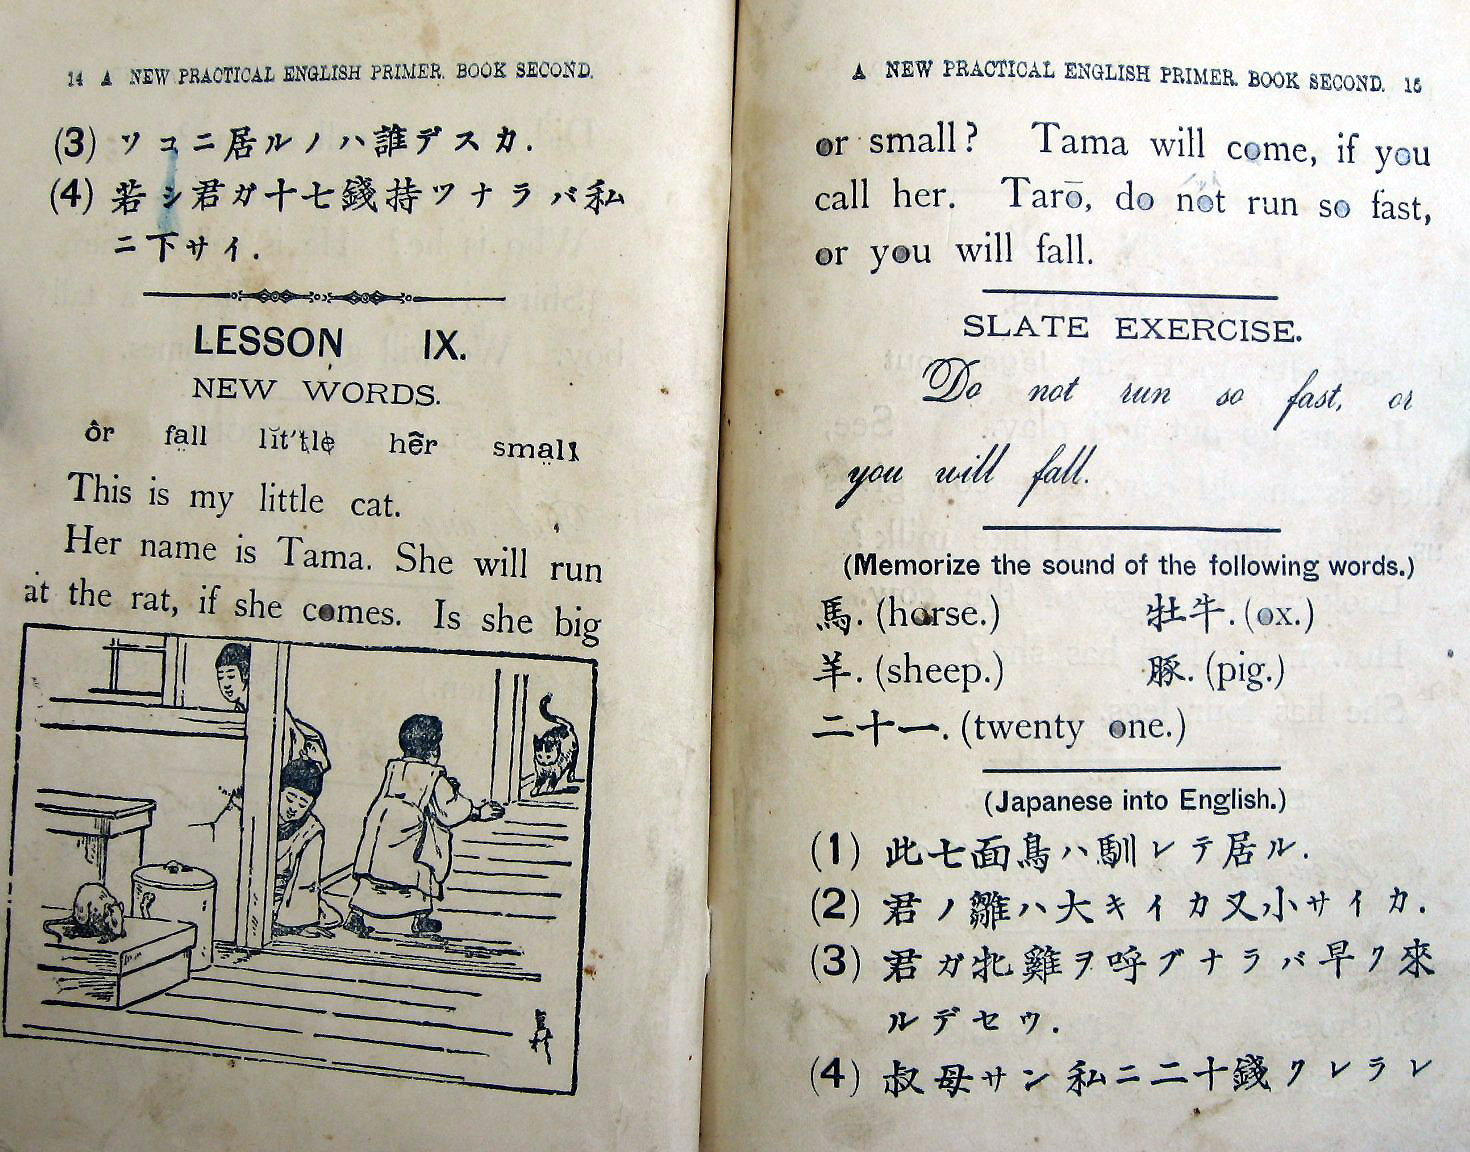 14 A NEW PRACTICAL ENGLISH PRIMER. BOOK SECOND.
(3) ソコニ居ルノハ誰デスカ.
(4) 若シ君ガ十七錢持ツナラバ私
ニ下サイ.
LESSON IX.
NEW WORDS.
ôr fa̤ll lĭt'tle hẽr sma̤ll
This is my little cat.
Her name is Tama. She will run
at the rat, if she comes. Is she big
A NEW PRACTICAL ENGLISH PRIMER. BOOK SECOND. 15
or small? Tama will come, if you
call her. Tarō, do not run so fast,
or you will fall.
SLATE EXERCISE.
Do not run so fast, or
you will fall.
(Memorize the sound of the following words.)
馬. (horse.) 牡牛. (ox.)
羊. (sheep.) 豚. (pig.)
二十一. (twenty one.)
(Japanese into English.)
(1) 此七面鳥ハ馴レテ居ル.
(2) 君ノ雛ハ大キイカ又小サイカ.
(3) 君ガ牝雞ヲ呼ブナラバ早ク來
ルデセウ.
(4) 叔母サン私ニ二十錢クレラレ